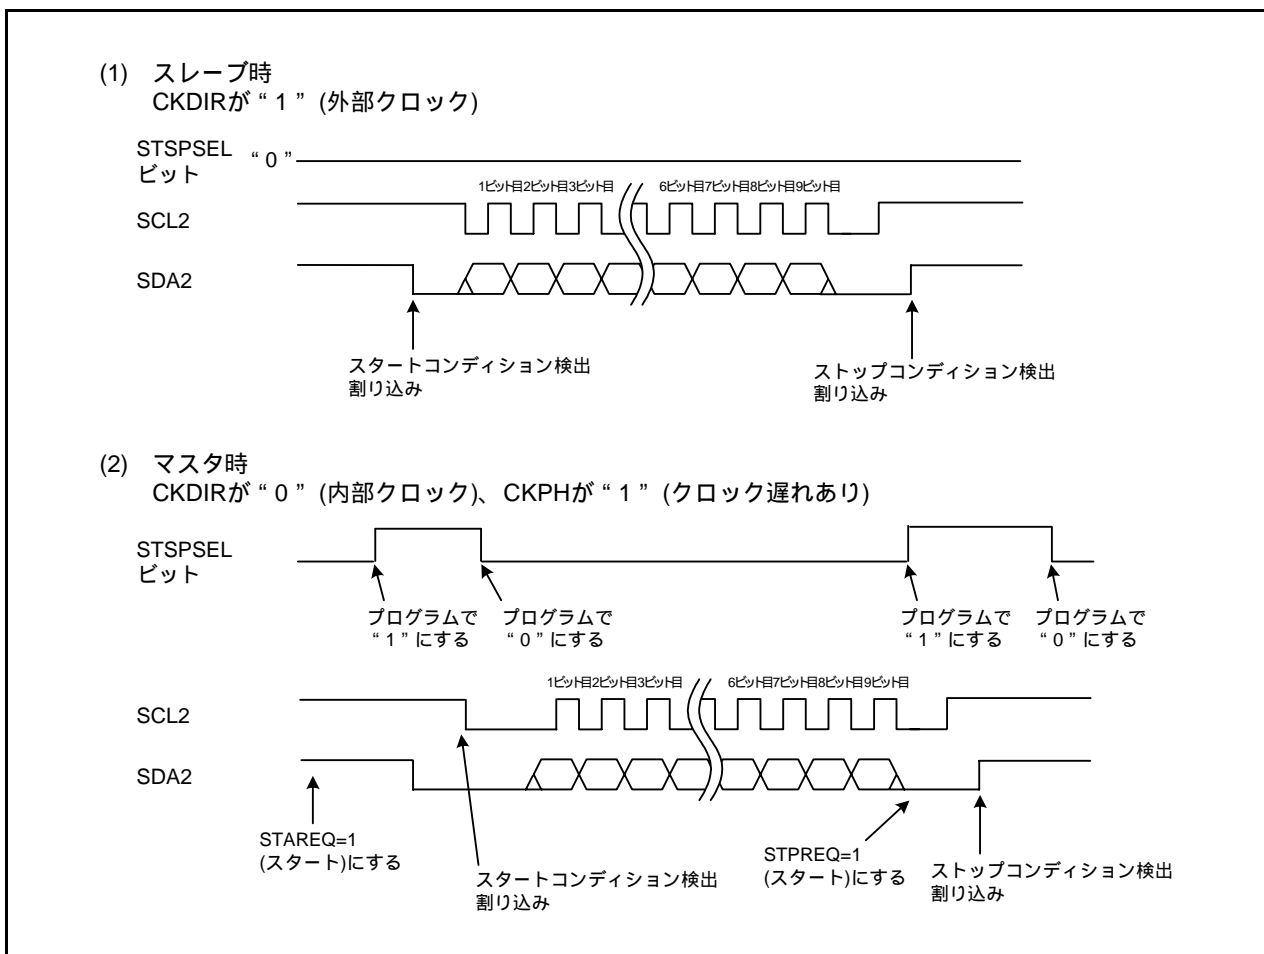 (1) スレーブ時
CKDIRが“1”(外部クロック)
STSPSEL “0”
ビット
1ビット目2ビット目3ビット目 6ビット目7ビット目8ビット目9ビット目
SCL2
SDA2
スタートコンディション検出
割り込み
ストップコンディション検出
割り込み
(2) マスタ時
CKDIRが“0”(内部クロック)、CKPHが“1”(クロック遅れあり)
STSPSEL
ビット
プログラムで
“1”にする
プログラムで
“0”にする
プログラムで
“1”にする
プログラムで
“0”にする
1ビット目2ビット目3ビット目 6ビット目7ビット目8ビット目9ビット目
SCL2
SDA2
STAREQ=1
(スタート)にする
スタートコンディション検出
割り込み
STPREQ=1
(スタート)にする
ストップコンディション検出
割り込み